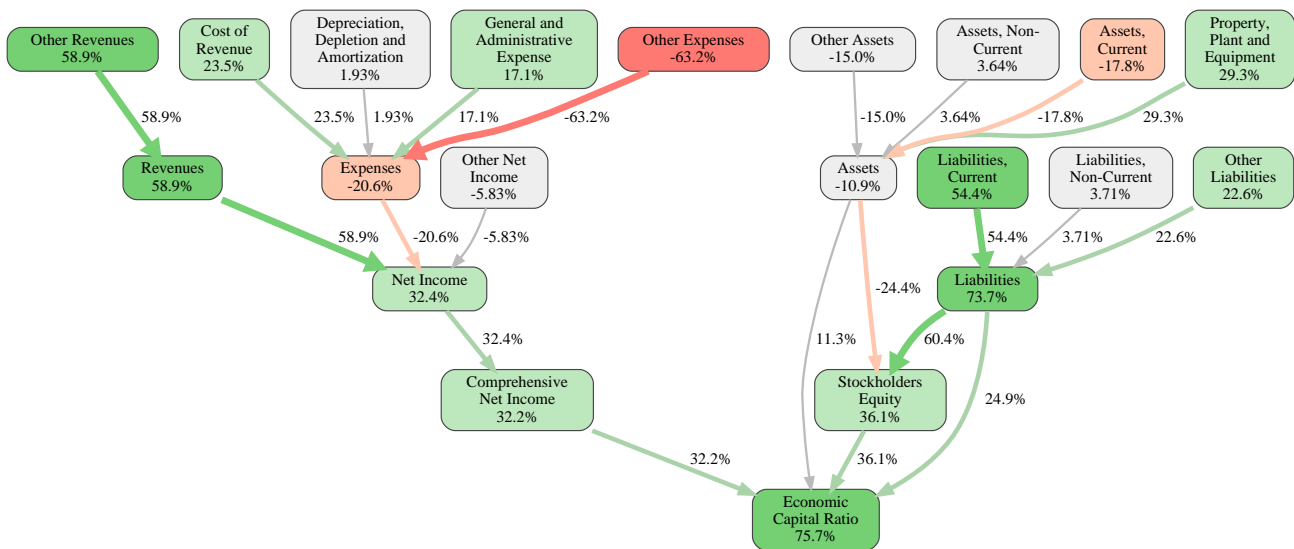 Other Revenues
58.9%
Cost of
Revenue
23.5%
Depreciation,
Depletion and
Amortization
1.93%
General and
Administrative
Expense
17.1%
Other Expenses
-63.2%
Other Assets
-15.0%
Assets, Non-
Current
3.64%
Assets,
Current
-17.8%
Property,
Plant and
Equipment
29.3%
58.9%
23.5%
1.93%
17.1%
-63.2%
-15.0%
3.64%
-17.8%
29.3%
Revenues
58.9%
Expenses
-20.6%
Other Net
Income
-5.83%
Assets
-10.9%
Liabilities,
Current
54.4%
Liabilities,
Non-Current
3.71%
Other
Liabilities
22.6%
58.9%
-20.6%
-5.83%
54.4%
3.71%
22.6%
Net Income
32.4%
-24.4%
Liabilities
73.7%
32.4%
11.3%
60.4%
Comprehensive
Net Income
32.2%
Stockholders
Equity
36.1%
24.9%
32.2%
36.1%
Economic
Capital Ratio
75.7%